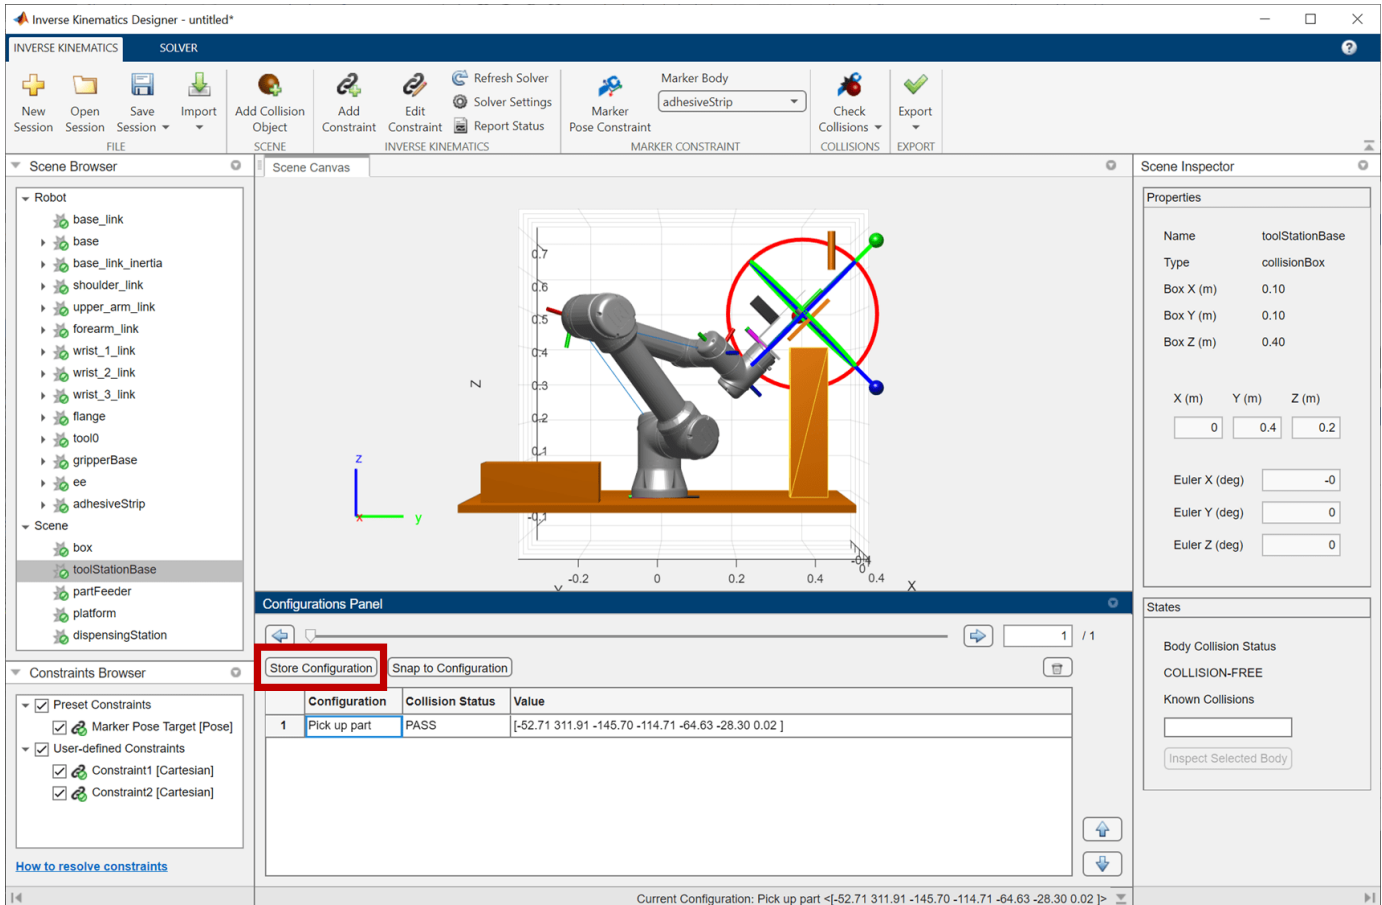 Inverse Kinematics Designer - untitled*
INVERSE KINEMATICS SOLVER
?
New Session
Open Session
Save Session
Import
FILE
Add Collision Object
SCENE
Add Constraint
Edit Constraint
Refresh Solver
Solver Settings
Report Status
INVERSE KINEMATICS
Marker Pose Constraint
Marker Body
adhesiveStrip
MARKER CONSTRAINT
Check Collisions
COLLISIONS
Export
EXPORT
Scene Browser
Robot
base_link
base
base_link_inertia
shoulder_link
upper_arm_link
forearm_link
wrist_1_link
wrist_2_link
wrist_3_link
flange
tool0
gripperBase
ee
adhesiveStrip
Scene
box
toolStationBase
partFeeder
platform
dispensingStation
Constraints Browser
Preset Constraints
Marker Pose Target [Pose]
User-defined Constraints
Constraint1 [Cartesian]
Constraint2 [Cartesian]
How to resolve constraints
Scene Canvas
0.7
0.6
0.5
0.4
0.3
0.2
0.1
-0.1
Z
z
x
y
-0.2 0 0.2 0.4
-0.4
0
0.4
X
Configurations Panel
1 / 1
Store Configuration Snap to Configuration
Configuration Collision Status Value
1 Pick up part PASS [-52.71 311.91 -145.70 -114.71 -64.63 -28.30 0.02 ]
Current Configuration: Pick up part <[-52.71 311.91 -145.70 -114.71 -64.63 -28.30 0.02 ]>
Scene Inspector
Properties
Name toolStationBase
Type collisionBox
Box X (m) 0.10
Box Y (m) 0.10
Box Z (m) 0.40
X (m) Y (m) Z (m)
0 0.4 0.2
Euler X (deg) -0
Euler Y (deg) 0
Euler Z (deg) 0
States
Body Collision Status
COLLISION-FREE
Known Collisions
Inspect Selected Body